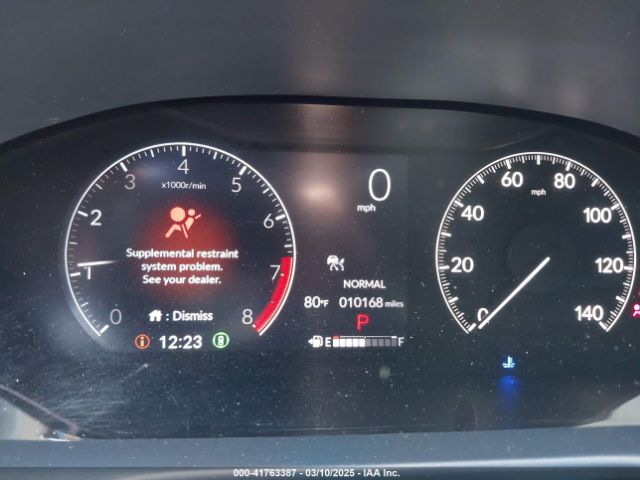 0
1
2
3
4
5
6
7
8
x1000r/min
Supplemental restraint
system problem.
See your dealer.
: Dismiss
12:23
0
mph
NORMAL
80°F 010168 miles
P
E F
0
20
40
60
80
100
120
140
mph
000-41763387 - 03/10/2025 - IAA Inc.